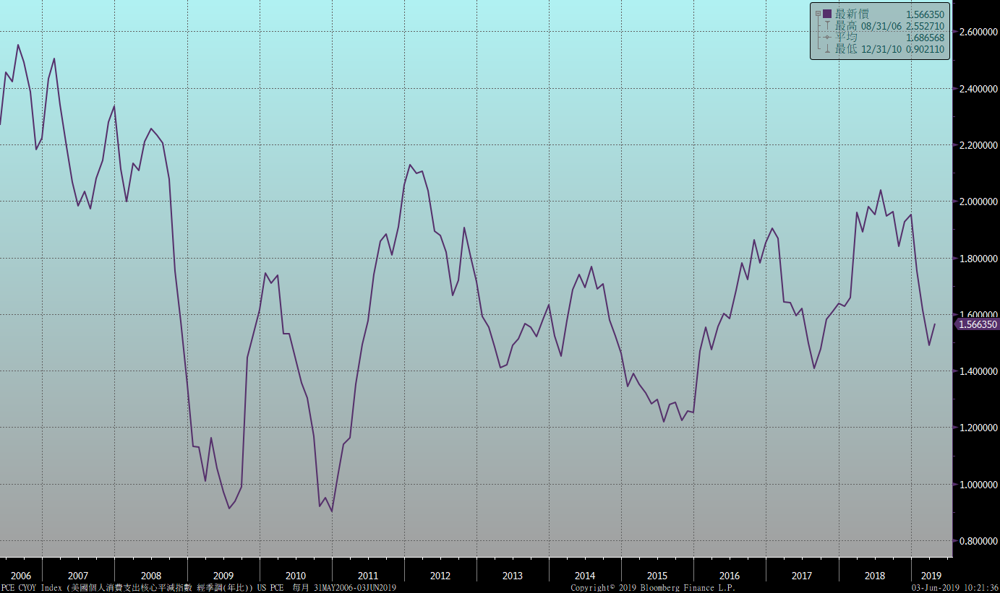 最新價 1.566350
最高 08/31/06 2.552710
平均 1.686568
最低 12/31/10 0.902110
2.600000
2.400000
2.200000
2.000000
1.800000
1.600000
1.566350
1.400000
1.200000
1.000000
0.800000
2006 2007 2008 2009 2010 2011 2012 2013 2014 2015 2016 2017 2018 2019
PCE CYOY Index (美國個人消費支出核心平減指數 經季調(年比)) US PCE 每月 31MAY2006-03JUN2019 Copyright© 2019 Bloomberg Finance L.P. 03-Jun-2019 10:21:36